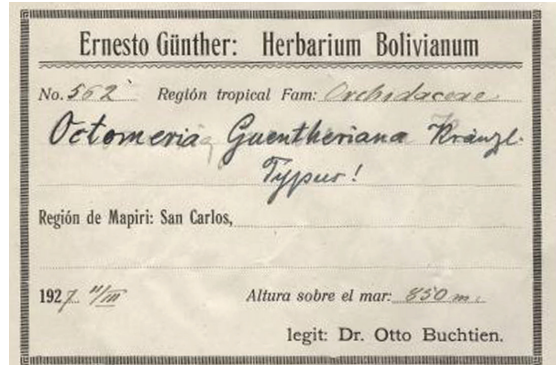 Ernesto Günther: Herbarium Bolivianum
No. 562 Región tropical Fam: Orchidaceae
Octomeria Guentheriana Kränzl.
Typus!
Región de Mapiri: San Carlos,
1927 11/III Altura sobre el mar: 850 m.
legit: Dr. Otto Buchtien.